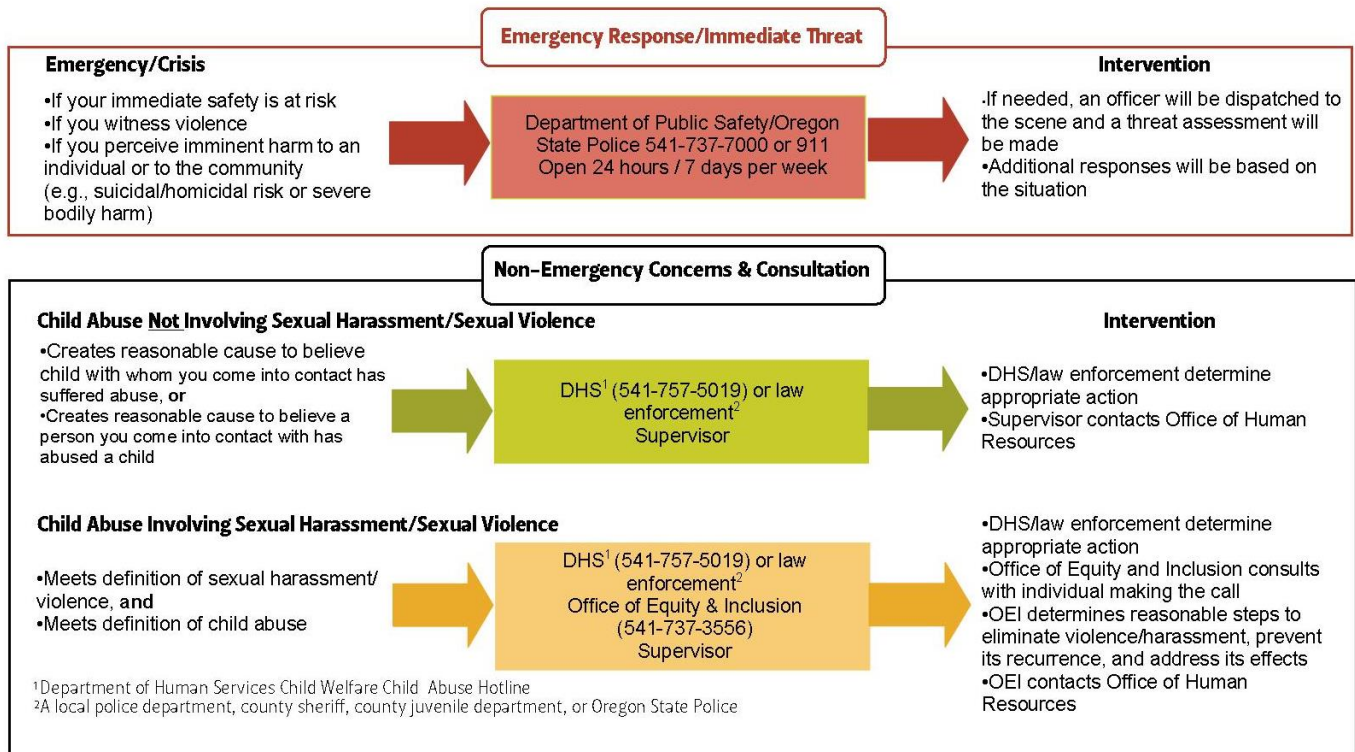 Emergency Response/Immediate Threat
Emergency/Crisis
•If your immediate safety is at risk
•If you witness violence
•If you perceive imminent harm to an
individual or to the community
(e.g., suicidal/homicidal risk or severe
bodily harm)
Department of Public Safety/Oregon
State Police 541-737-7000 or 911
Open 24 hours / 7 days per week
Intervention
•If needed, an officer will be dispatched to
the scene and a threat assessment will
be made
•Additional responses will be based on
the situation
Non-Emergency Concerns & Consultation
Child Abuse Not Involving Sexual Harassment/Sexual Violence
•Creates reasonable cause to believe
child with whom you come into contact has
suffered abuse, or
•Creates reasonable cause to believe a
person you come into contact with has
abused a child
DHS¹ (541-757-5019) or law
enforcement²
Supervisor
Intervention
•DHS/law enforcement determine
appropriate action
•Supervisor contacts Office of Human
Resources
Child Abuse Involving Sexual Harassment/Sexual Violence
•Meets definition of sexual harassment/
violence, and
•Meets definition of child abuse
DHS¹ (541-757-5019) or law
enforcement²
Office of Equity & Inclusion
(541-737-3556)
Supervisor
•DHS/law enforcement determine
appropriate action
•Office of Equity and Inclusion consults
with individual making the call
•OEI determines reasonable steps to
eliminate violence/harassment, prevent
its recurrence, and address its effects
•OEI contacts Office of Human
Resources
¹Department of Human Services Child Welfare Child Abuse Hotline
²A local police department, county sheriff, county juvenile department, or Oregon State Police